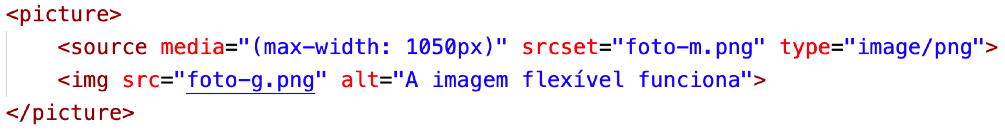 <picture>
<source media="(max-width: 1050px)" srcset="foto-m.png" type="image/png">
<img src="foto-g.png" alt="A imagem flexível funciona">
</picture>